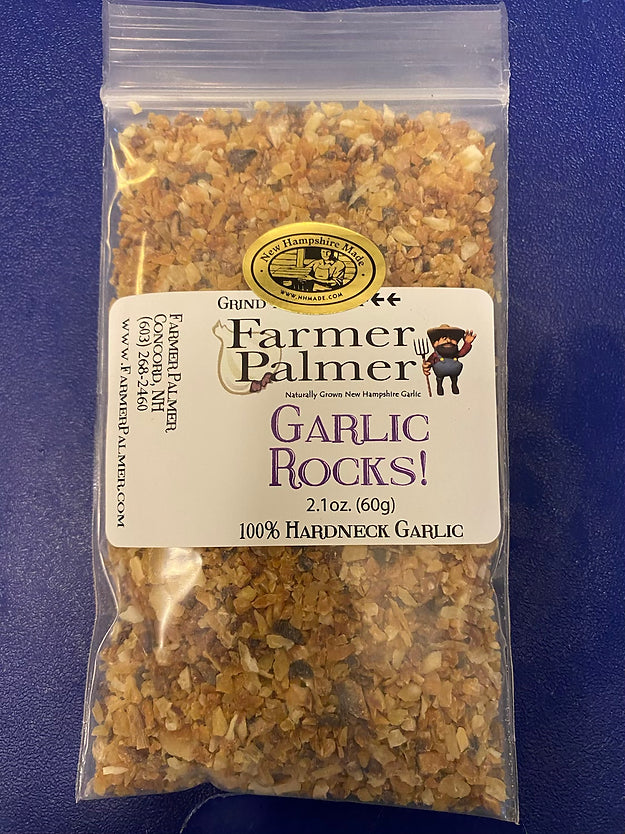 New Hampshire Made
www.nhmade.com
Grind
Farmer
Palmer
Naturally Grown New Hampshire Garlic
Garlic
Rocks!
2.1oz. (60g)
100% Hardneck Garlic
Farmer Palmer
Concord, NH
(603) 268-2460
www.FarmerPalmer.com